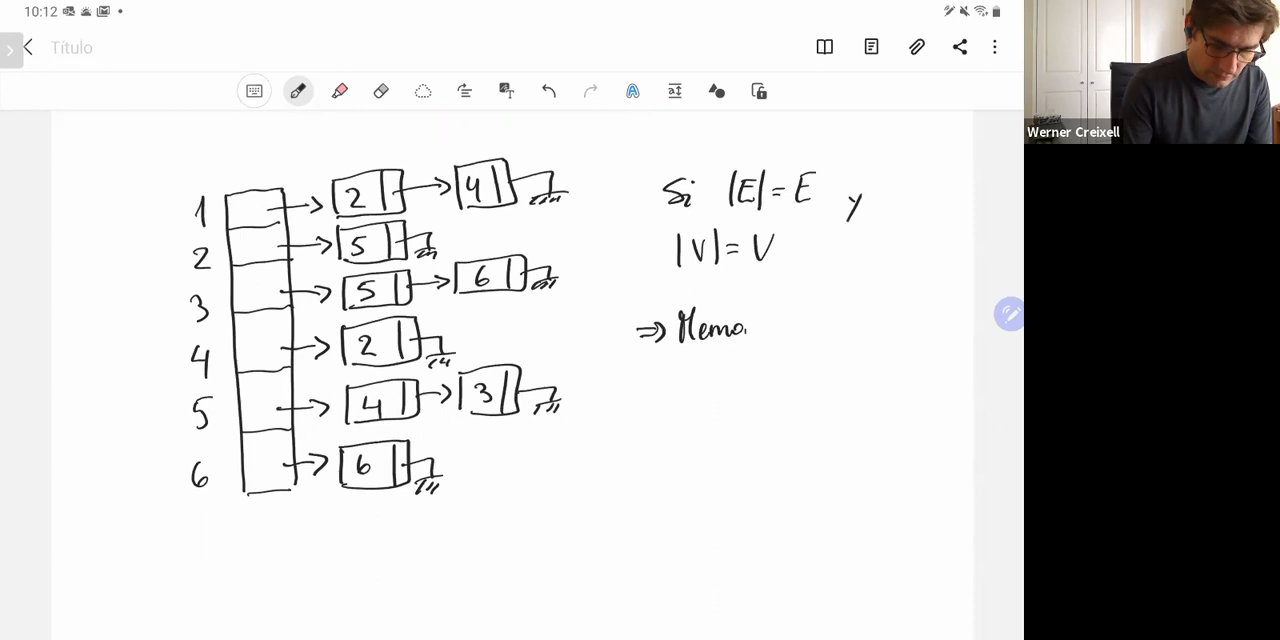 10:12
Título
Werner Creixell
1 2 4
2 5
3 5 6
4 2
5 4 3
6 6
Si |E| = E y
|V| = V
⇒ Memo